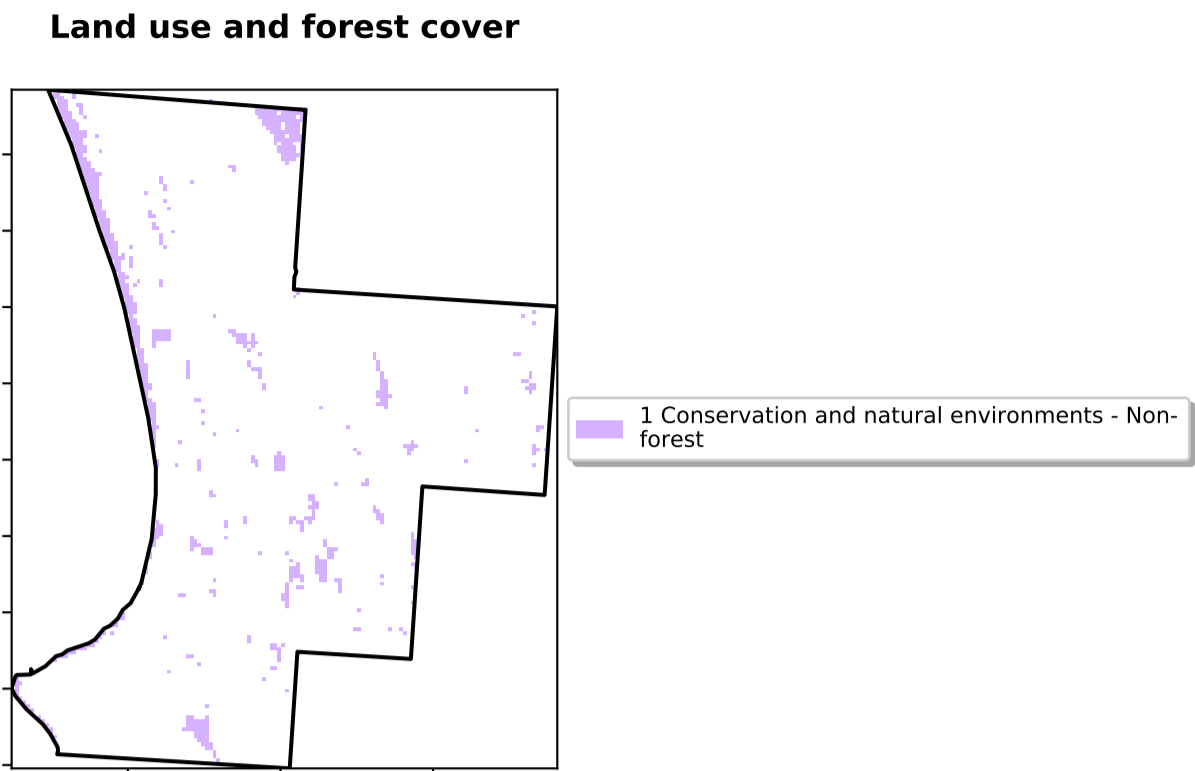 Land use and forest cover
1 Conservation and natural environments - Non-
forest